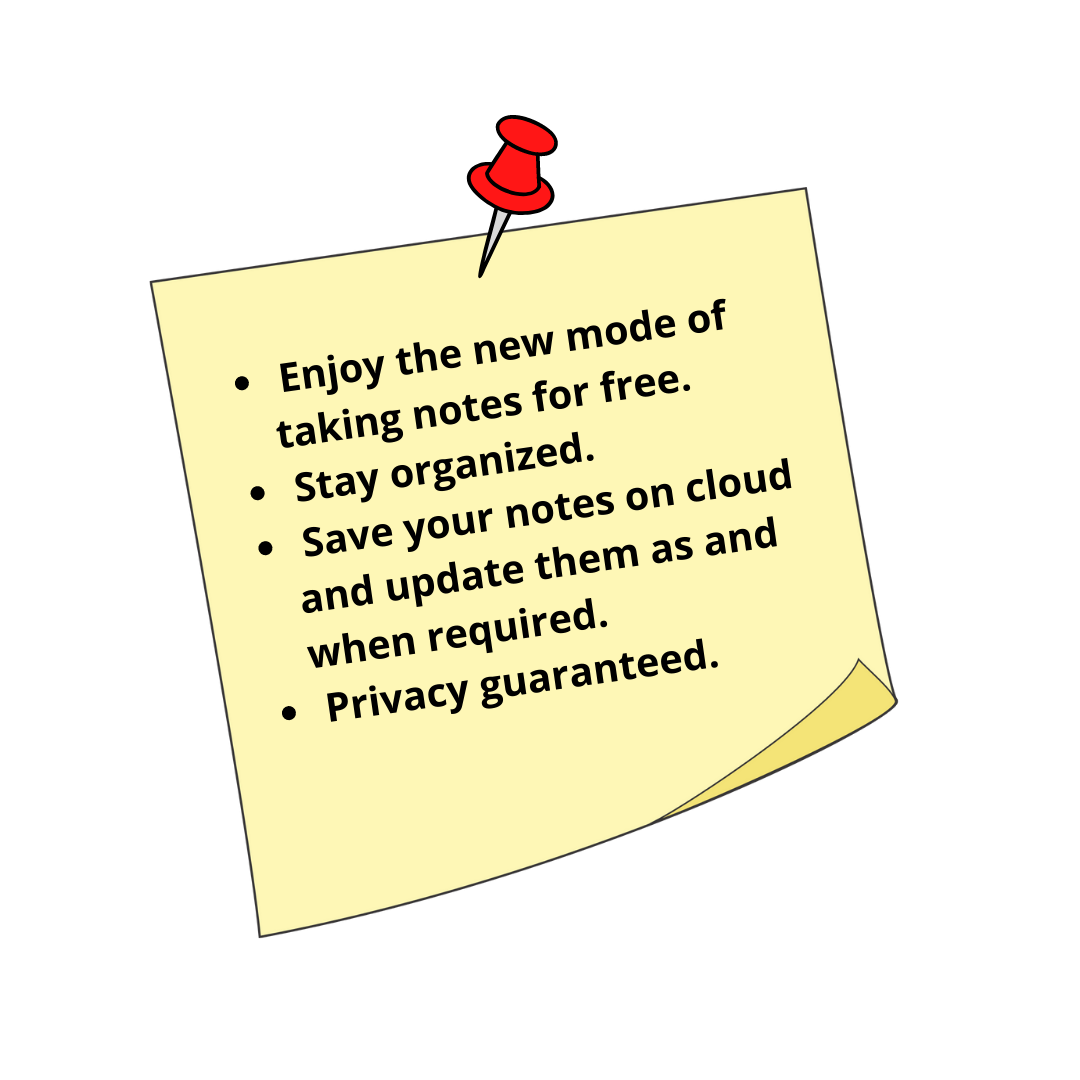 • Enjoy the new mode of
taking notes for free.
• Stay organized.
• Save your notes on cloud
and update them as and
when required.
• Privacy guaranteed.